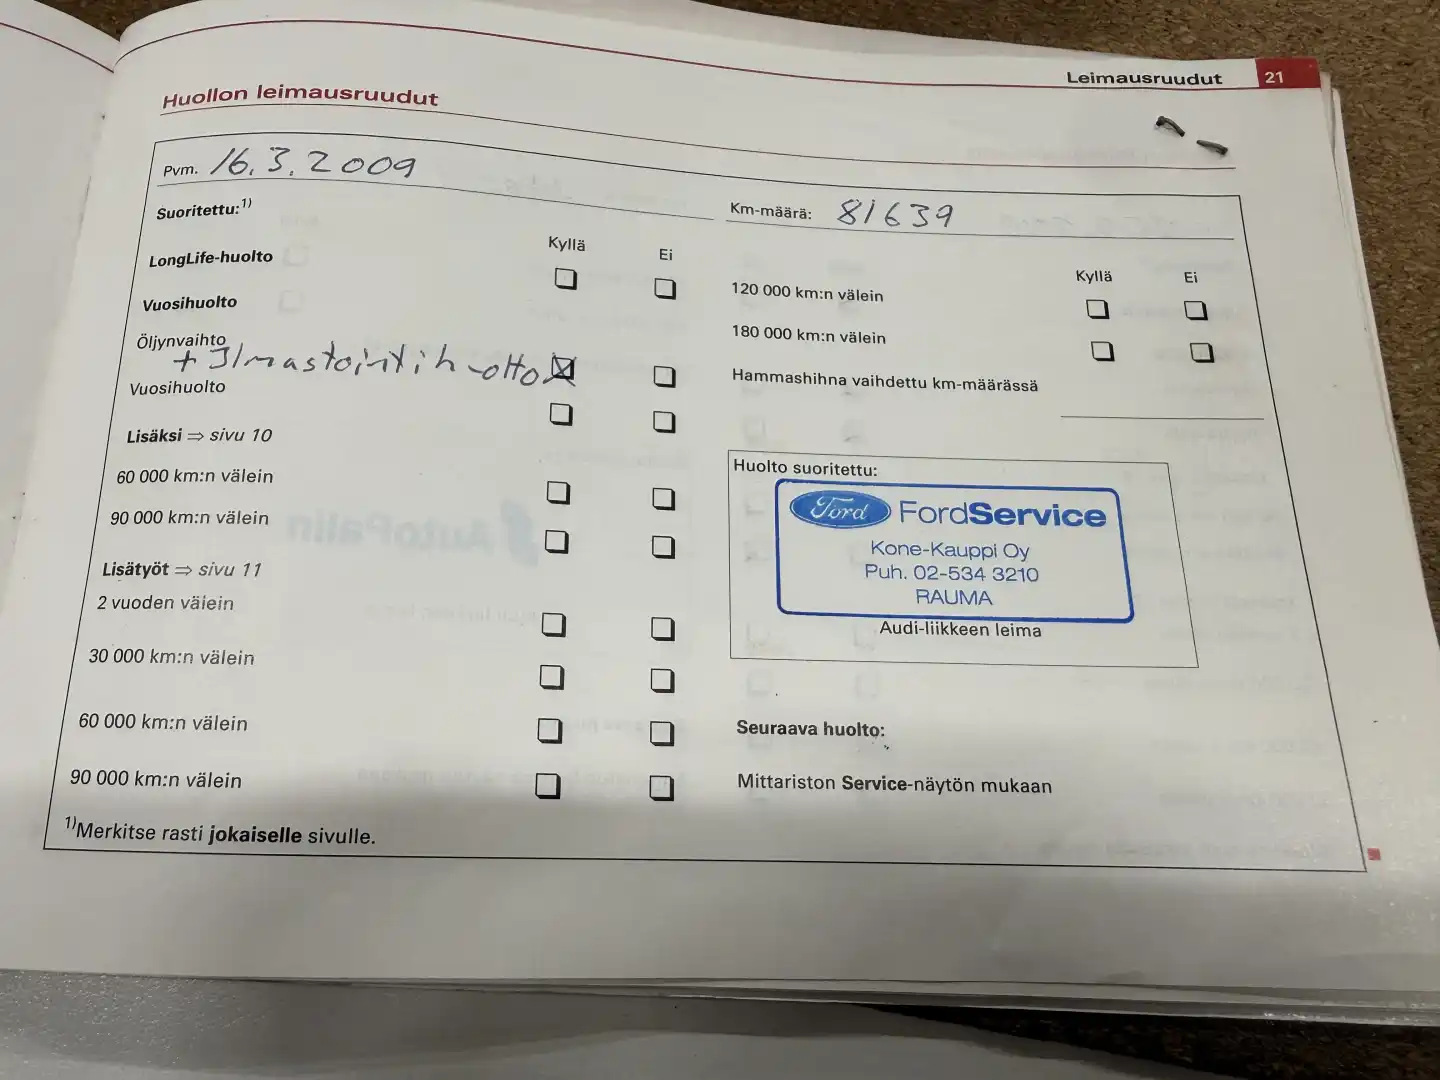 Leimausruudut 21
Huollon leimausruudut
Pvm. 16.3.2009
Suoritettu:1)
Kyllä Ei
LongLife-huolto
Vuosihuolto
Öljynvaihto
+ Ilmastointihuolto
Vuosihuolto
Lisäksi ⇒ sivu 10
60 000 km:n välein
90 000 km:n välein
Lisätyöt ⇒ sivu 11
2 vuoden välein
30 000 km:n välein
60 000 km:n välein
90 000 km:n välein
1)Merkitse rasti jokaiselle sivulle.
Km-määrä: 81639
Kyllä Ei
120 000 km:n välein
180 000 km:n välein
Hammashihna vaihdettu km-määrässä
Huolto suoritettu:
Ford FordService
Kone-Kauppi Oy
Puh. 02-534 3210
RAUMA
Audi-liikkeen leima
Seuraava huolto:
Mittariston Service-näytön mukaan
AutoPalin